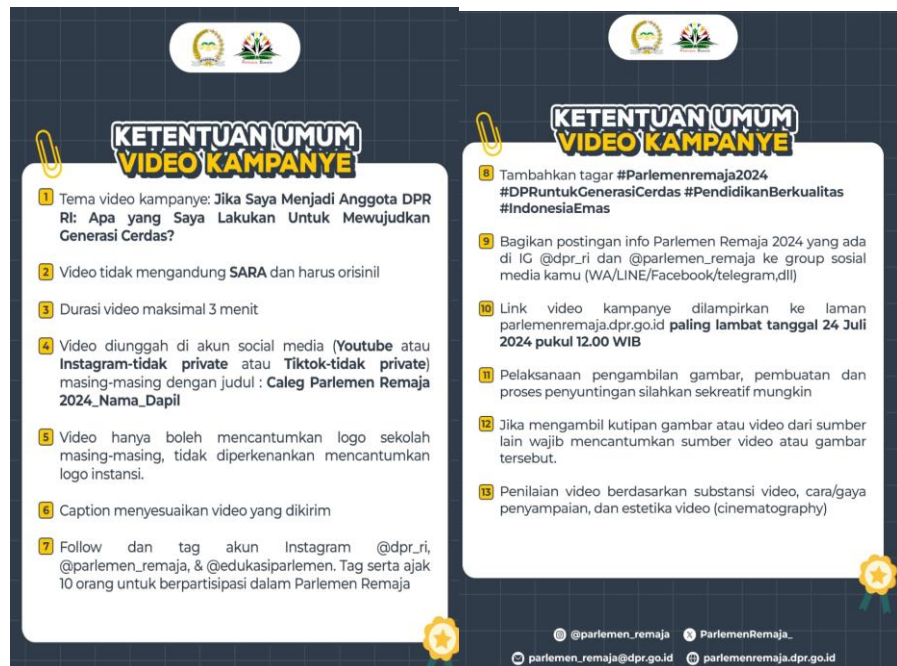 KETENTUAN UMUM
VIDEO KAMPANYE
1 Tema video kampanye: Jika Saya Menjadi Anggota DPR
RI: Apa yang Saya Lakukan Untuk Mewujudkan
Generasi Cerdas?
2 Video tidak mengandung SARA dan harus orisinil
3 Durasi video maksimal 3 menit
4 Video diunggah di akun social media (Youtube atau
Instagram-tidak private atau Tiktok-tidak private)
masing-masing dengan judul : Caleg Parlemen Remaja
2024_Nama_Dapil
5 Video hanya boleh mencantumkan logo sekolah
masing-masing, tidak diperkenankan mencantumkan
logo instansi.
6 Caption menyesuaikan video yang dikirim
7 Follow dan tag akun Instagram @dpr_ri,
@parlemen_remaja, & @edukasiparlemen. Tag serta ajak
10 orang untuk berpartisipasi dalam Parlemen Remaja
KETENTUAN UMUM
VIDEO KAMPANYE
8 Tambahkan tagar #Parlemenremaja2024
#DPRuntukGenerasiCerdas #PendidikanBerkualitas
#IndonesiaEmas
9 Bagikan postingan info Parlemen Remaja 2024 yang ada
di IG @dpr_ri dan @parlemen_remaja ke group sosial
media kamu (WA/LINE/Facebook/telegram,dll)
10 Link video kampanye dilampirkan ke laman
parlemenremaja.dpr.go.id paling lambat tanggal 24 Juli
2024 pukul 12.00 WIB
11 Pelaksanaan pengambilan gambar, pembuatan dan
proses penyuntingan silahkan sekreatif mungkin
12 Jika mengambil kutipan gambar atau video dari sumber
lain wajib mencantumkan sumber video atau gambar
tersebut.
13 Penilaian video berdasarkan substansi video, cara/gaya
penyampaian, dan estetika video (cinematography)
@parlemen_remaja ParlemenRemaja_
parlemen_remaja@dpr.go.id parlemenremaja.dpr.go.id